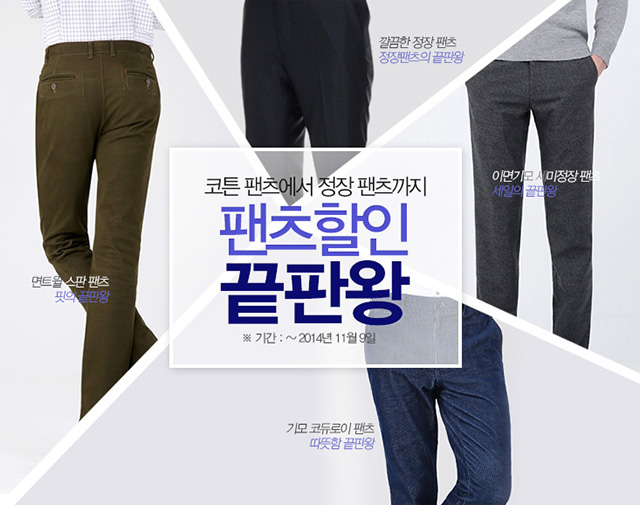 깔끔한 정장 팬츠
정장팬츠의 끝판왕
코튼 팬츠에서 정장 팬츠까지
팬츠할인
끝판왕
※ 기간 : ~ 2014년 11월 9일
이면기모 세미정장 팬츠
세일의 끝판왕
면트윌 스판 팬츠
핏의 끝판왕
기모 코듀로이 팬츠
따뜻함 끝판왕